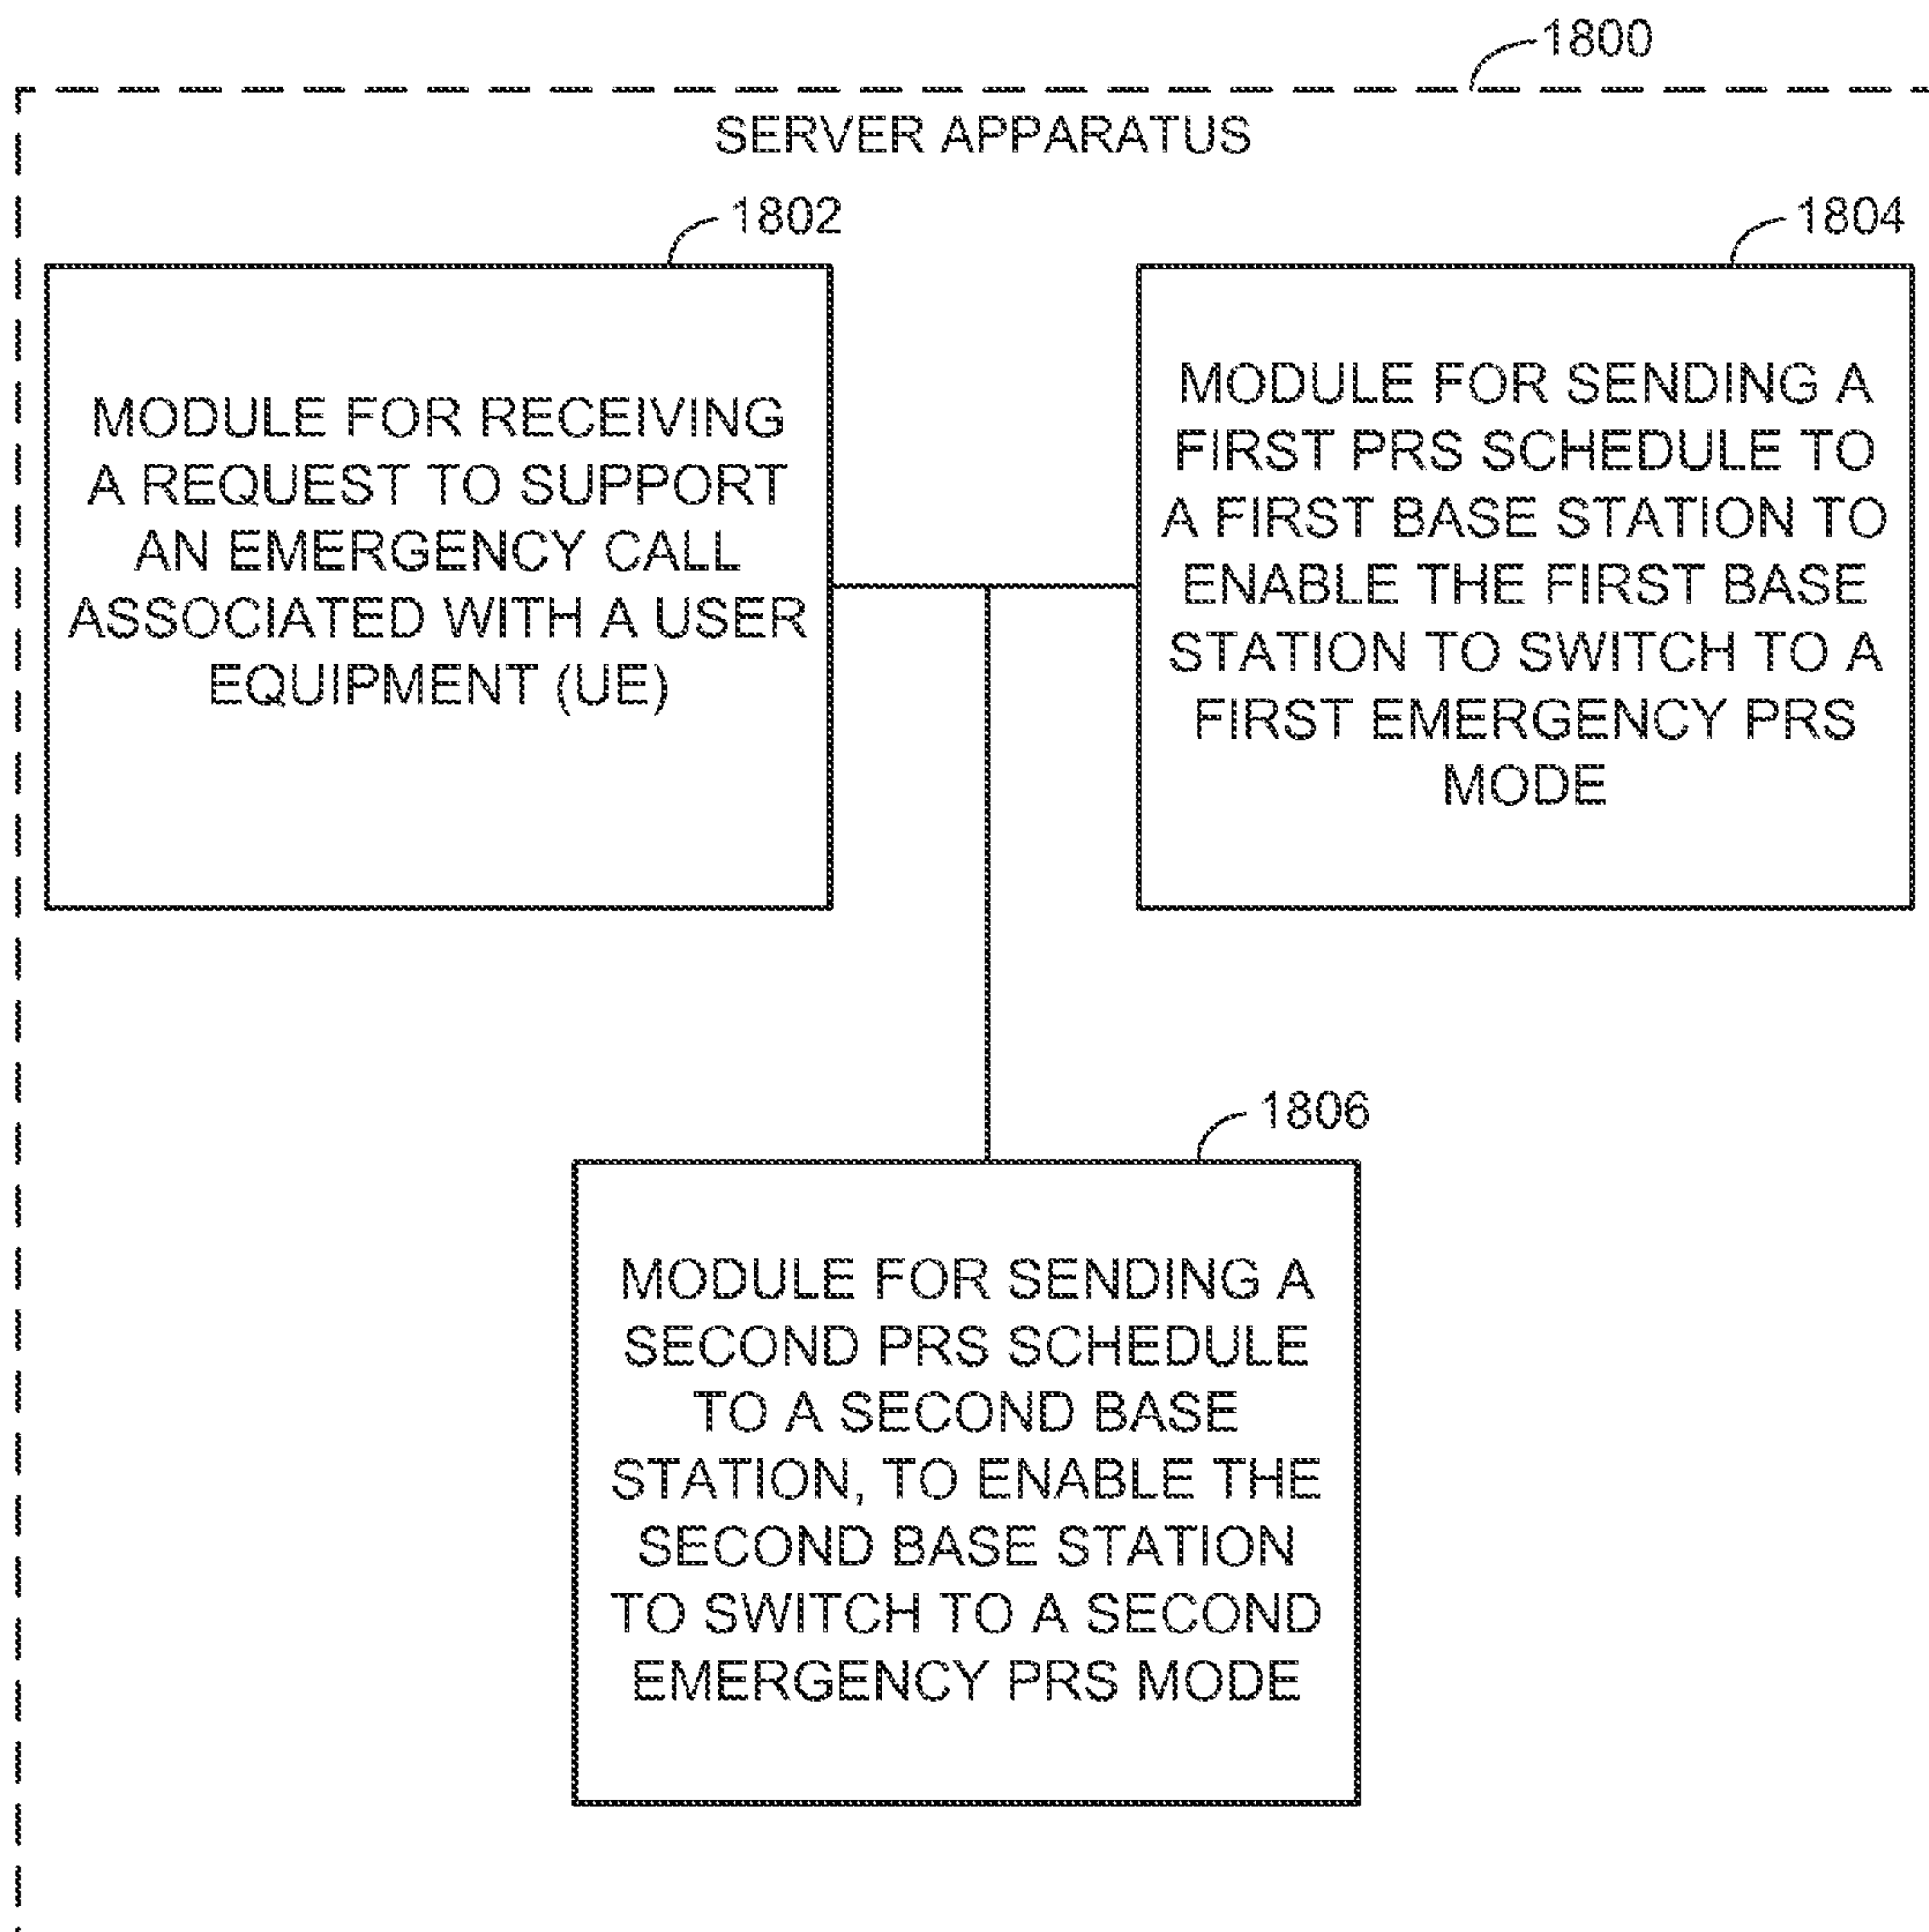 1800
SERVER APPARATUS
1802
MODULE FOR RECEIVING
A REQUEST TO SUPPORT
AN EMERGENCY CALL
ASSOCIATED WITH A USER
EQUIPMENT (UE)
1804
MODULE FOR SENDING A
FIRST PRS SCHEDULE TO
A FIRST BASE STATION TO
ENABLE THE FIRST BASE
STATION TO SWITCH TO A
FIRST EMERGENCY PRS
MODE
1806
MODULE FOR SENDING A
SECOND PRS SCHEDULE
TO A SECOND BASE
STATION, TO ENABLE THE
SECOND BASE STATION
TO SWITCH TO A SECOND
EMERGENCY PRS MODE